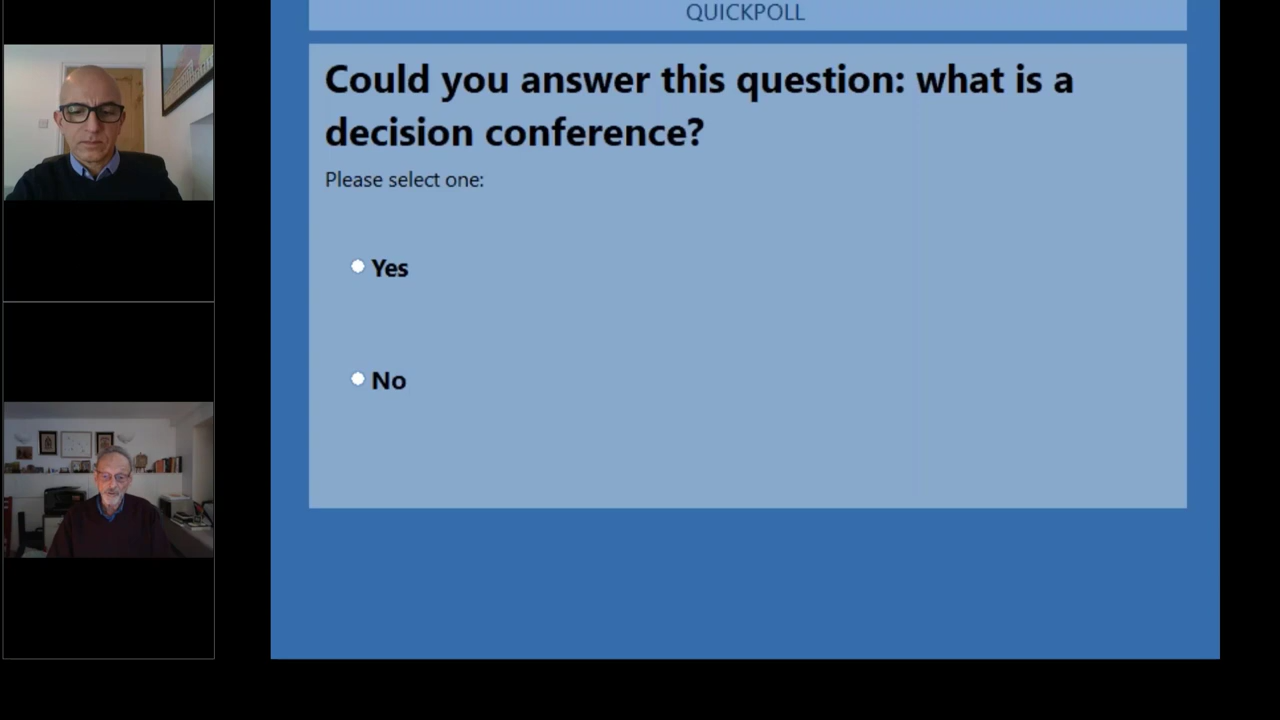 QUICKPOLL
Could you answer this question: what is a
decision conference?
Please select one:
Yes
No